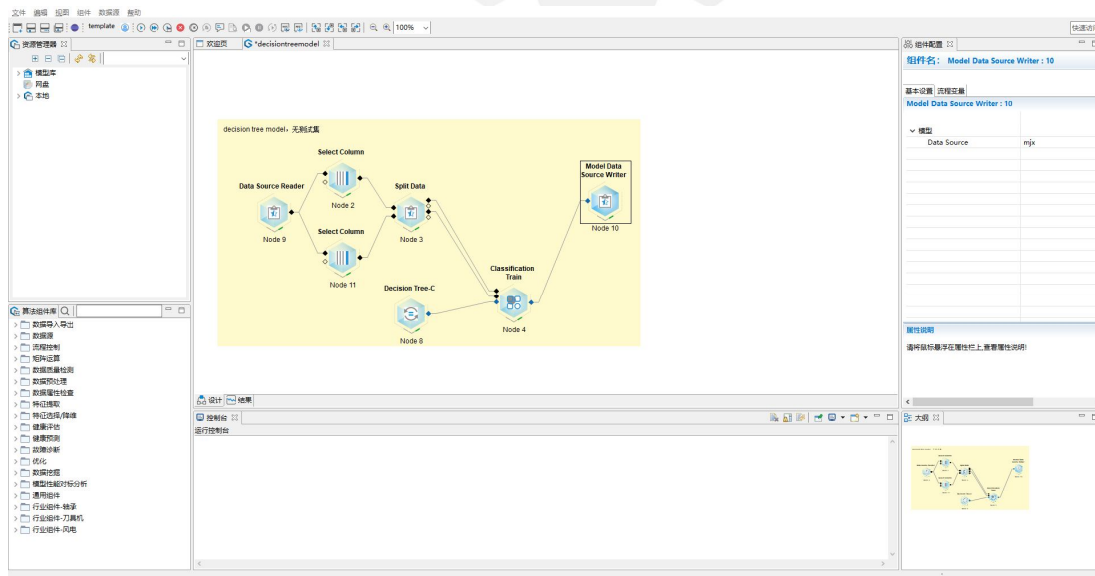 文件 编辑 视图 组件 数据源 帮助
template
100%
快速访
资源管理器
模型库
网盘
本地
欢迎页
*decisiontreemodel
decision tree model，无测试集
Select Column
Node 2
Data Source Reader
Node 9
Split Data
Node 3
Select Column
Node 11
Decision Tree-C
Node 8
Classification
Train
Node 4
Model Data
Source Writer
Node 10
设计 结果
控制台
运行控制台
算法组件库
数据导入导出
数据源
流程控制
矩阵运算
数据质量检测
数据预处理
数据属性检查
特征提取
特征选择/降维
健康评估
健康预测
故障诊断
优化
数据挖掘
模型性能对标分析
通用组件
行业组件-轴承
行业组件-刀具机
行业组件-风电
组件配置
组件名： Model Data Source Writer : 10
基本设置 流程变量
Model Data Source Writer : 10
模型
Data Source mjx
属性说明
请将鼠标悬浮在属性栏上,查看属性说明!
大纲